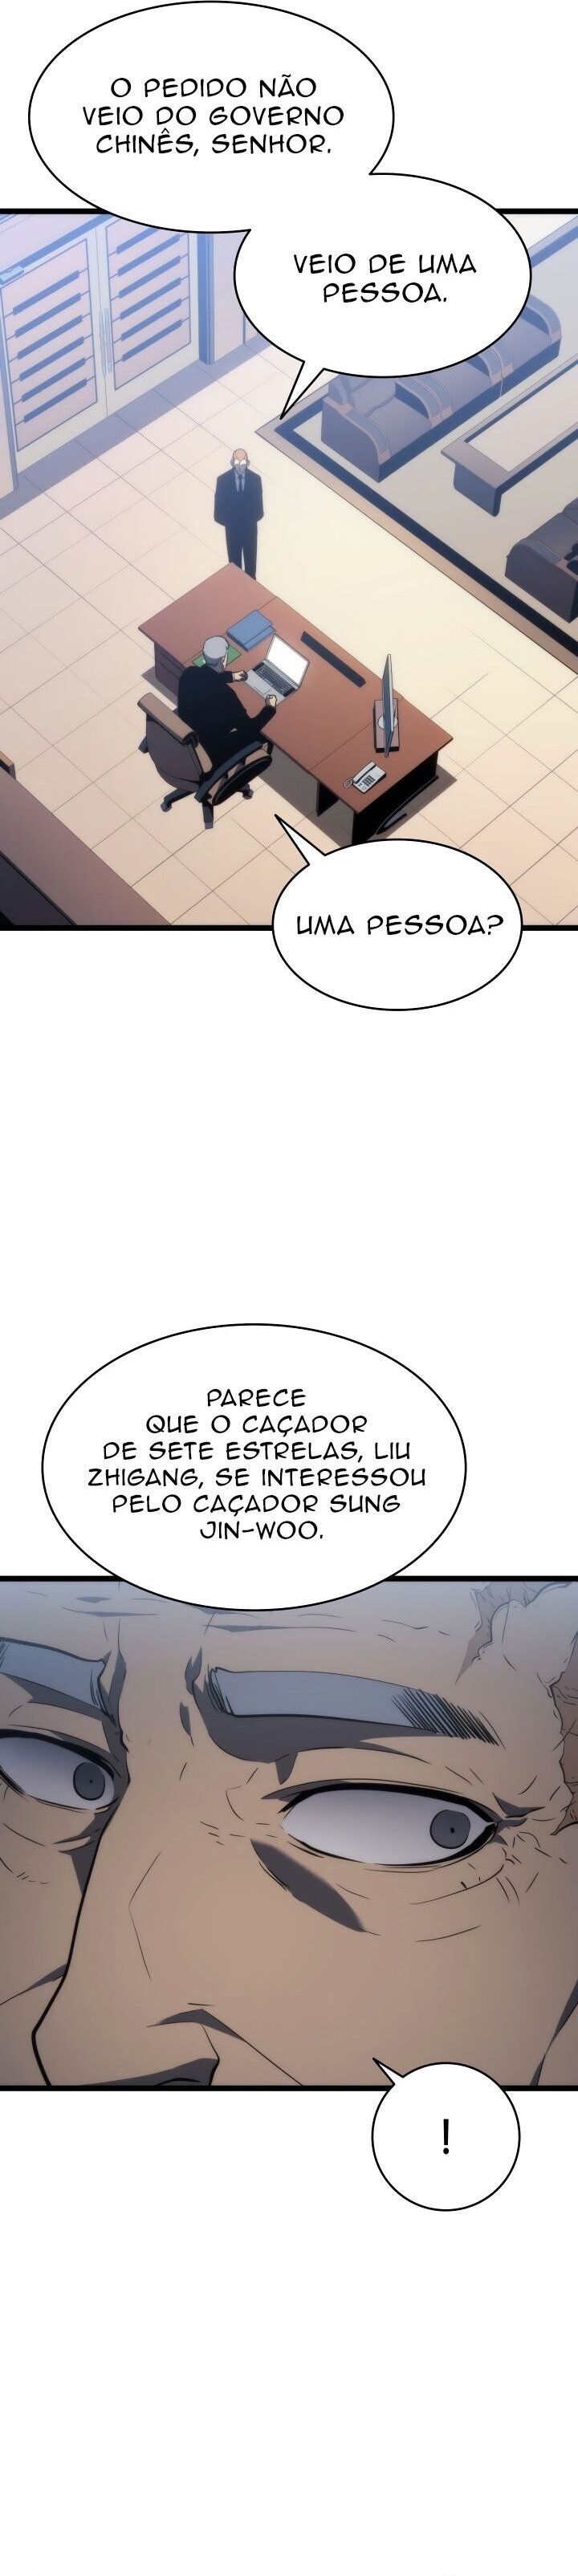 O PEDIDO NÃO
VEIO DO GOVERNO
CHINÊS, SENHOR.
VEIO DE UMA
PESSOA.
UMA PESSOA?
PARECE
QUE O CAÇADOR
DE SETE ESTRELAS, LIU
ZHIGANG, SE INTERESSOU
PELO CAÇADOR SUNG
JIN-WOO.
!